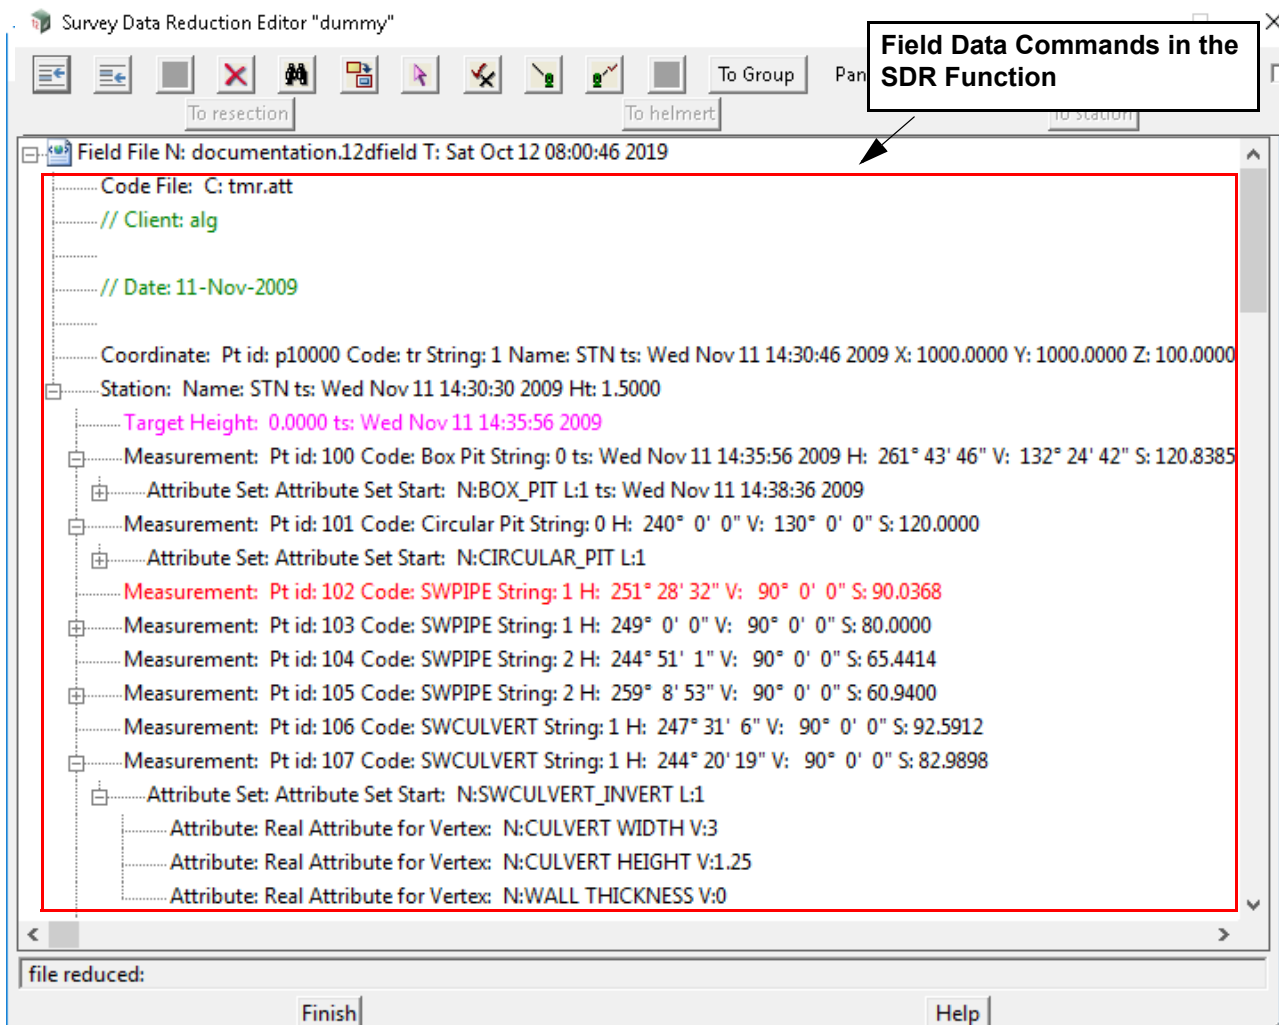 Survey Data Reduction Editor "dummy"
Field Data Commands in the
SDR Function
To Group
Pan
To resection
To helmert
To station
Field File N: documentation.12dfield T: Sat Oct 12 08:00:46 2019
Code File:  C: tmr.att
// Client: alg
// Date: 11-Nov-2009
Coordinate:  Pt id: p10000 Code: tr String: 1 Name: STN ts: Wed Nov 11 14:30:46 2009 X: 1000.0000 Y: 1000.0000 Z: 100.0000
Station:  Name: STN ts: Wed Nov 11 14:30:30 2009 Ht: 1.5000
Target Height:  0.0000 ts: Wed Nov 11 14:35:56 2009
Measurement:  Pt id: 100 Code: Box Pit String: 0 ts: Wed Nov 11 14:35:56 2009 H:  261° 43' 46" V:  132° 24' 42" S: 120.8385
Attribute Set: Attribute Set Start:  N:BOX_PIT L:1 ts: Wed Nov 11 14:38:36 2009
Measurement:  Pt id: 101 Code: Circular Pit String: 0 H:  240°  0'  0" V:  130°  0'  0" S: 120.0000
Attribute Set: Attribute Set Start:  N:CIRCULAR_PIT L:1
Measurement:  Pt id: 102 Code: SWPIPE String: 1 H:  251° 28' 32" V:   90°  0'  0" S: 90.0368
Measurement:  Pt id: 103 Code: SWPIPE String: 1 H:  249°  0'  0" V:   90°  0'  0" S: 80.0000
Measurement:  Pt id: 104 Code: SWPIPE String: 2 H:  244° 51'  1" V:   90°  0'  0" S: 65.4414
Measurement:  Pt id: 105 Code: SWPIPE String: 2 H:  259°  8' 53" V:   90°  0'  0" S: 60.9400
Measurement:  Pt id: 106 Code: SWCULVERT String: 1 H:  247° 31'  6" V:   90°  0'  0" S: 92.5912
Measurement:  Pt id: 107 Code: SWCULVERT String: 1 H:  244° 20' 19" V:   90°  0'  0" S: 82.9898
Attribute Set: Attribute Set Start:  N:SWCULVERT_INVERT L:1
Attribute: Real Attribute for Vertex:  N:CULVERT WIDTH V:3
Attribute: Real Attribute for Vertex:  N:CULVERT HEIGHT V:1.25
Attribute: Real Attribute for Vertex:  N:WALL THICKNESS V:0
file reduced:
Finish
Help